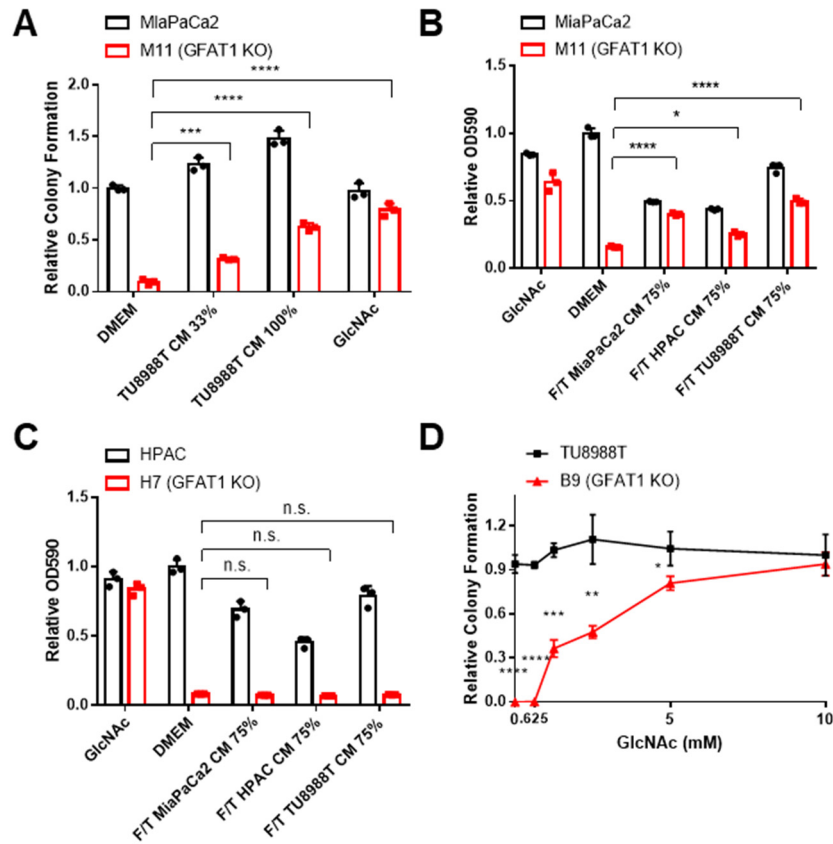 A
MIaPaCa2
M11 (GFAT1 KO)
Relative Colony Formation
2.0
1.5
1.0
0.5
0.0
****
****
***
DMEM
TU8988T CM 33%
TU8988T CM 100%
GlcNAc
B
MiaPaCa2
M11 (GFAT1 KO)
Relative OD590
1.5
1.0
0.5
0.0
****
*
****
GlcNAc
DMEM
F/T MiaPaCa2 CM 75%
F/T HPAC CM 75%
F/T TU8988T CM 75%
C
HPAC
H7 (GFAT1 KO)
Relative OD590
1.5
1.0
0.5
0.0
n.s.
n.s.
n.s.
GlcNAc
DMEM
F/T MiaPaCa2 CM 75%
F/T HPAC CM 75%
F/T TU8988T CM 75%
D
TU8988T
B9 (GFAT1 KO)
Relative Colony Formation
1.2
0.9
0.6
0.3
0.0
****
****
***
**
*
0.625
5
10
GlcNAc (mM)